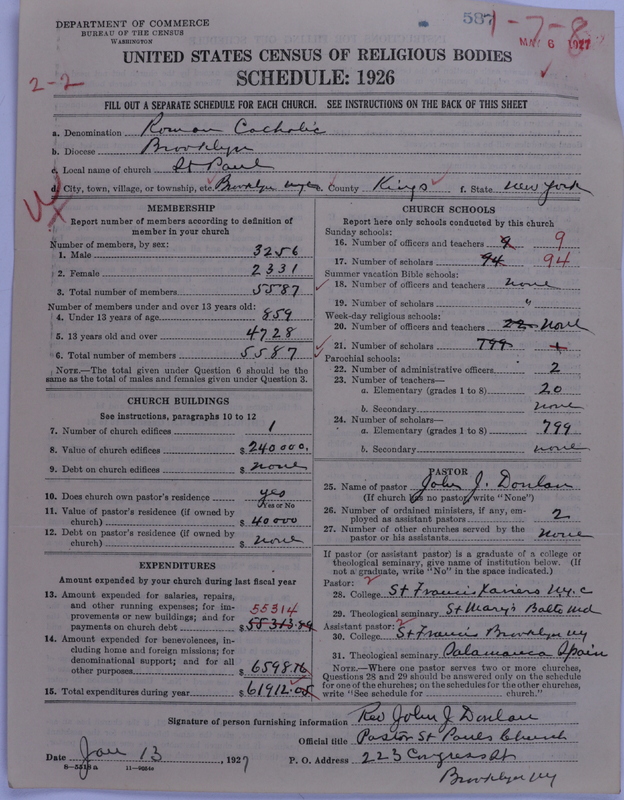 DEPARTMENT OF COMMERCE
BUREAU OF THE CENSUS
WASHINGTON
587
1-7-8
MAY 6 1927
UNITED STATES CENSUS OF RELIGIOUS BODIES
SCHEDULE: 1926
2-2
FILL OUT A SEPARATE SCHEDULE FOR EACH CHURCH. SEE INSTRUCTIONS ON THE BACK OF THIS SHEET
a. Denomination Roman Catholic
b. Diocese Brooklyn
c. Local name of church St Paul
d. City, town, village, or township, etc. Brooklyn e. County Kings f. State New York
MEMBERSHIP
Report number of members according to definition of
member in your church
Number of members, by sex:
1. Male 3256
2. Female 2331
3. Total number of members 5587
Number of members under and over 13 years old:
4. Under 13 years of age 859
5. 13 years old and over 4728
6. Total number of members 5587
NOTE.—The total given under Question 6 should be the
same as the total of males and females given under Question 3.
CHURCH BUILDINGS
See instructions, paragraphs 10 to 12
7. Number of church edifices 1
8. Value of church edifices $ 240000.
9. Debt on church edifices $ none
10. Does church own pastor's residence yes
Yes or No
11. Value of pastor's residence (if owned by
church) $ 40000
12. Debt on pastor's residence (if owned by
church) $ none
EXPENDITURES
Amount expended by your church during last fiscal year
13. Amount expended for salaries, repairs,
and other running expenses; for im-
provements on new buildings; and for
payments on church debt 55314 $ 55313.29
14. Amount expended for benevolences, in-
cluding home and foreign missions; for
denominational support; and for all
other purposes $ 6598.76
15. Total expenditures during year $ 61912.05
CHURCH SCHOOLS
Report here only schools conducted by this church
Sunday schools:
16. Number of officers and teachers 9 9
17. Number of scholars 94 94
Summer vacation Bible schools:
18. Number of officers and teachers none
19. Number of scholars "
Week-day religious schools:
20. Number of officers and teachers 22 none
21. Number of scholars 799
Parochial schools:
22. Number of administrative officers 2
23. Number of teachers—
a. Elementary (grades 1 to 8) 20
b. Secondary none
24. Number of scholars—
a. Elementary (grades 1 to 8) 799
b. Secondary none
PASTOR
25. Name of pastor John J. Donlan
(If church has no pastor, write "None")
26. Number of ordained ministers, if any, em-
ployed as assistant pastors 2
27. Number of other churches served by the
pastor or his assistants none
If pastor (or assistant pastor) is a graduate of a college or
theological seminary, give name of institution below. (If
not a graduate, write "No" in the space indicated.)
Pastor:
28. College St Francis Xaviers N.Y.C
29. Theological seminary St Mary's Balto Md
Assistant pastor:
30. College St Francis Brooklyn NY
31. Theological seminary Salamanca Spain
NOTE.—Where one pastor serves two or more churches,
Questions 28 and 29 should be answered only on the schedule
for one of the churches; on the schedules for the other churches,
write "See schedule for church."
Signature of person furnishing information Rev John J. Donlan
Official title Pastor St Pauls Church
Date Jan 13, 1927 P. O. Address 223 Congress St
8—5518a 11—9554a Brooklyn NY